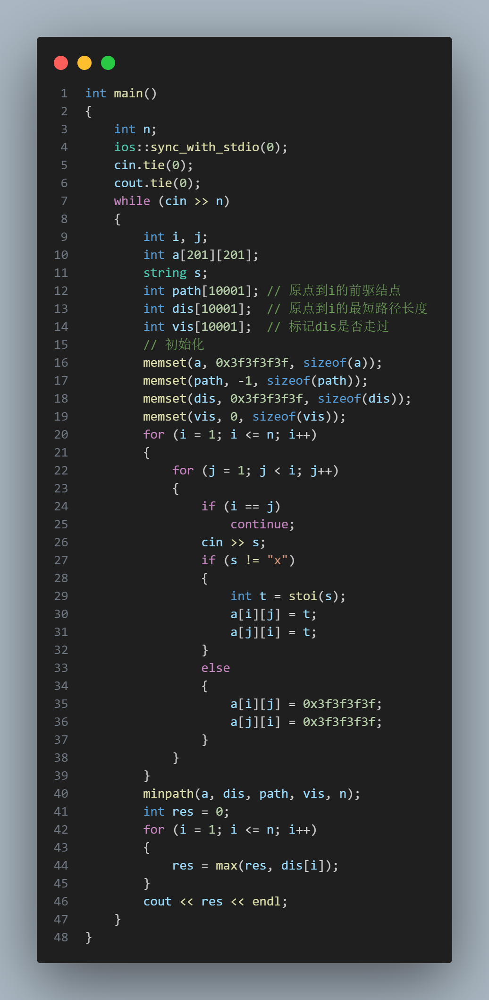 1 int main()
2 {
3     int n;
4     ios::sync_with_stdio(0);
5     cin.tie(0);
6     cout.tie(0);
7     while (cin >> n)
8     {
9         int i, j;
10         int a[201][201];
11         string s;
12         int path[10001]; // 原点到i的前驱结点
13         int dis[10001];  // 原点到i的最短路径长度
14         int vis[10001];  // 标记dis是否走过
15         // 初始化
16         memset(a, 0x3f3f3f3f, sizeof(a));
17         memset(path, -1, sizeof(path));
18         memset(dis, 0x3f3f3f3f, sizeof(dis));
19         memset(vis, 0, sizeof(vis));
20         for (i = 1; i <= n; i++)
21         {
22             for (j = 1; j < i; j++)
23             {
24                 if (i == j)
25                     continue;
26                 cin >> s;
27                 if (s != "x")
28                 {
29                     int t = stoi(s);
30                     a[i][j] = t;
31                     a[j][i] = t;
32                 }
33                 else
34                 {
35                     a[i][j] = 0x3f3f3f3f;
36                     a[j][i] = 0x3f3f3f3f;
37                 }
38             }
39         }
40         minpath(a, dis, path, vis, n);
41         int res = 0;
42         for (i = 1; i <= n; i++)
43         {
44             res = max(res, dis[i]);
45         }
46         cout << res << endl;
47     }
48 }